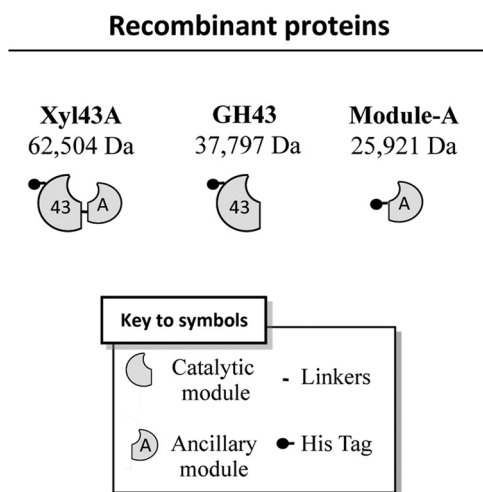 Recombinant proteins
Xyl43A GH43 Module-A
62,504 Da 37,797 Da 25,921 Da
43 A 43 A
Key to symbols
Catalytic module
Linkers
A Ancillary module
His Tag